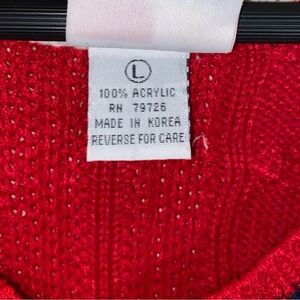 L
100% ACRYLIC
RN 79726
MADE IN KOREA
REVERSE FOR CARE